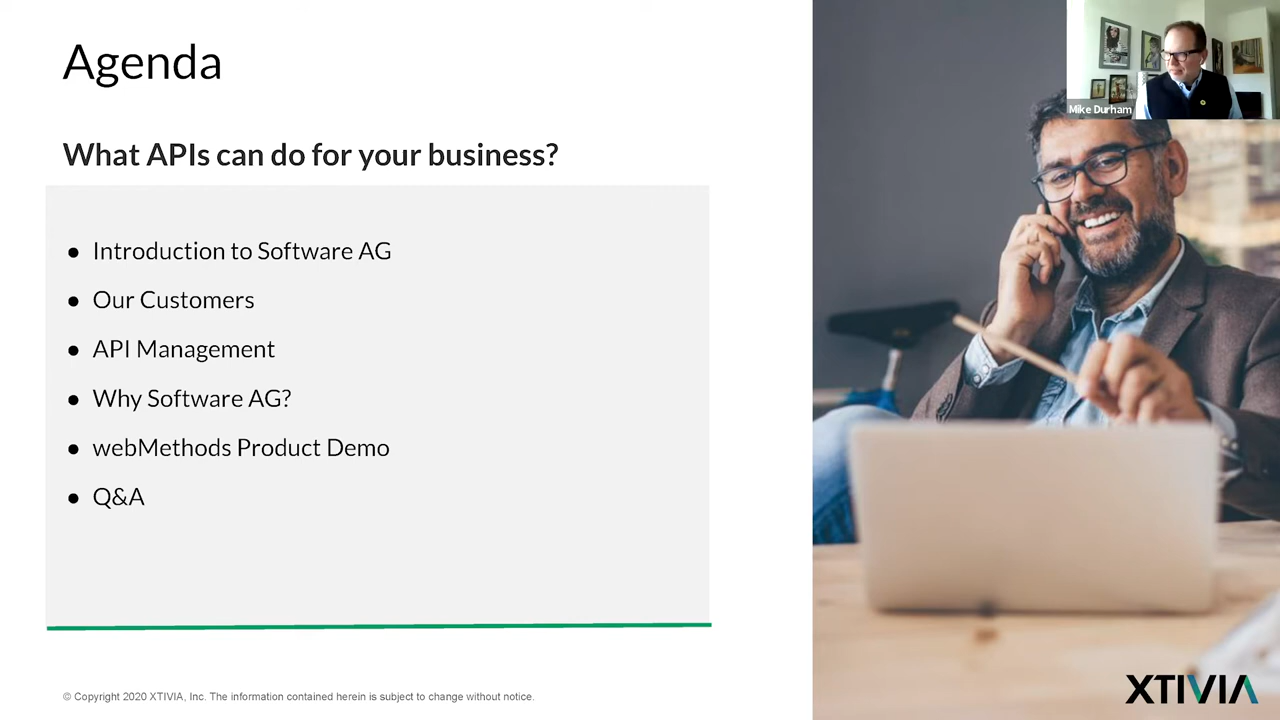 Agenda
What APIs can do for your business?
● Introduction to Software AG
● Our Customers
● API Management
● Why Software AG?
● webMethods Product Demo
● Q&A
Mike Durham
© Copyright 2020 XTIVIA, Inc. The information contained herein is subject to change without notice.
XTIVIA